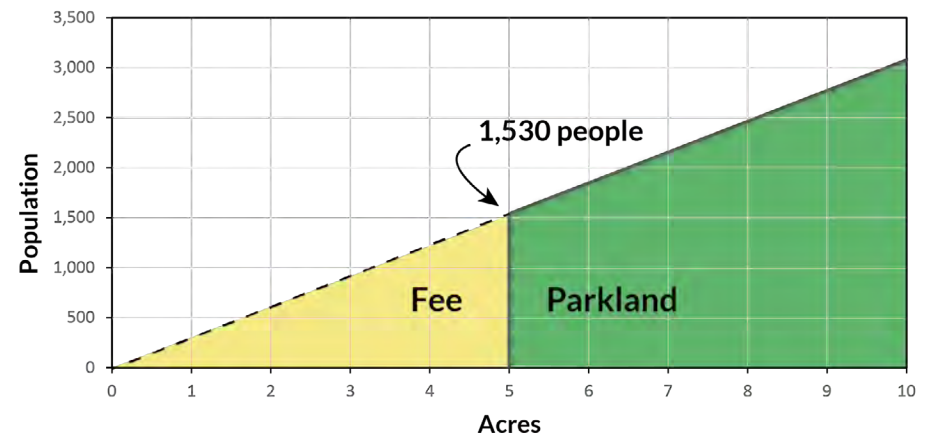 3,500
3,000
2,500
2,000
1,500
1,000
500
0
Population
1,530 people
Fee
Parkland
0 1 2 3 4 5 6 7 8 9 10
Acres